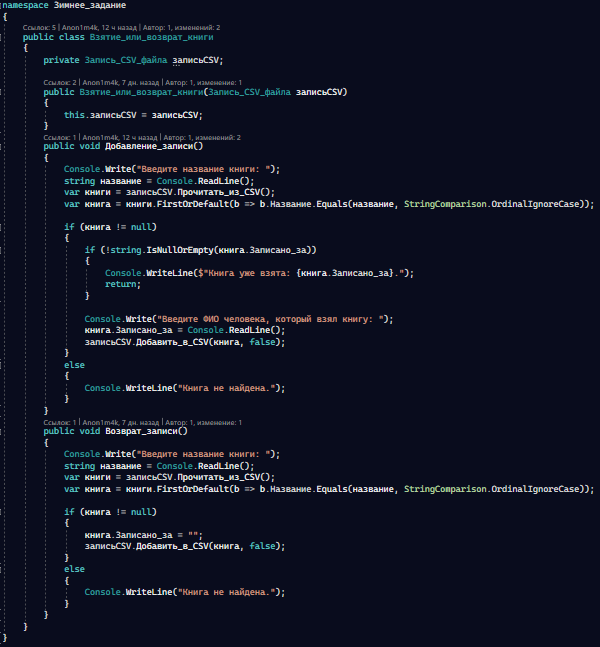 namespace Зимнее_задание
{
Ссылок: 5 | Anon1m4k, 12 ч назад | Автор: 1, изменений: 2
public class Взятие_или_возврат_книги
{
private Запись_CSV_файла записьCSV;
Ссылок: 2 | Anon1m4k, 7 дн. назад | Автор: 1, изменение: 1
public Взятие_или_возврат_книги(Запись_CSV_файла записьCSV)
{
this.записьCSV = записьCSV;
}
Ссылок: 1 | Anon1m4k, 12 ч назад | Автор: 1, изменений: 2
public void Добавление_записи()
{
Console.Write("Введите название книги: ");
string название = Console.ReadLine();
var книги = записьCSV.Прочитать_из_CSV();
var книга = книги.FirstOrDefault(b => b.Название.Equals(название, StringComparison.OrdinalIgnoreCase));
if (книга != null)
{
if (!string.IsNullOrEmpty(книга.Записано_за))
{
Console.WriteLine($"Книга уже взята: {книга.Записано_за}.");
return;
}
Console.Write("Введите ФИО человека, который взял книгу: ");
книга.Записано_за = Console.ReadLine();
записьCSV.Добавить_в_CSV(книга, false);
}
else
{
Console.WriteLine("Книга не найдена.");
}
}
Ссылок: 1 | Anon1m4k, 7 дн. назад | Автор: 1, изменение: 1
public void Возврат_записи()
{
Console.Write("Введите название книги: ");
string название = Console.ReadLine();
var книги = записьCSV.Прочитать_из_CSV();
var книга = книги.FirstOrDefault(b => b.Название.Equals(название, StringComparison.OrdinalIgnoreCase));
if (книга != null)
{
книга.Записано_за = "";
записьCSV.Добавить_в_CSV(книга, false);
}
else
{
Console.WriteLine("Книга не найдена.");
}
}
}
}